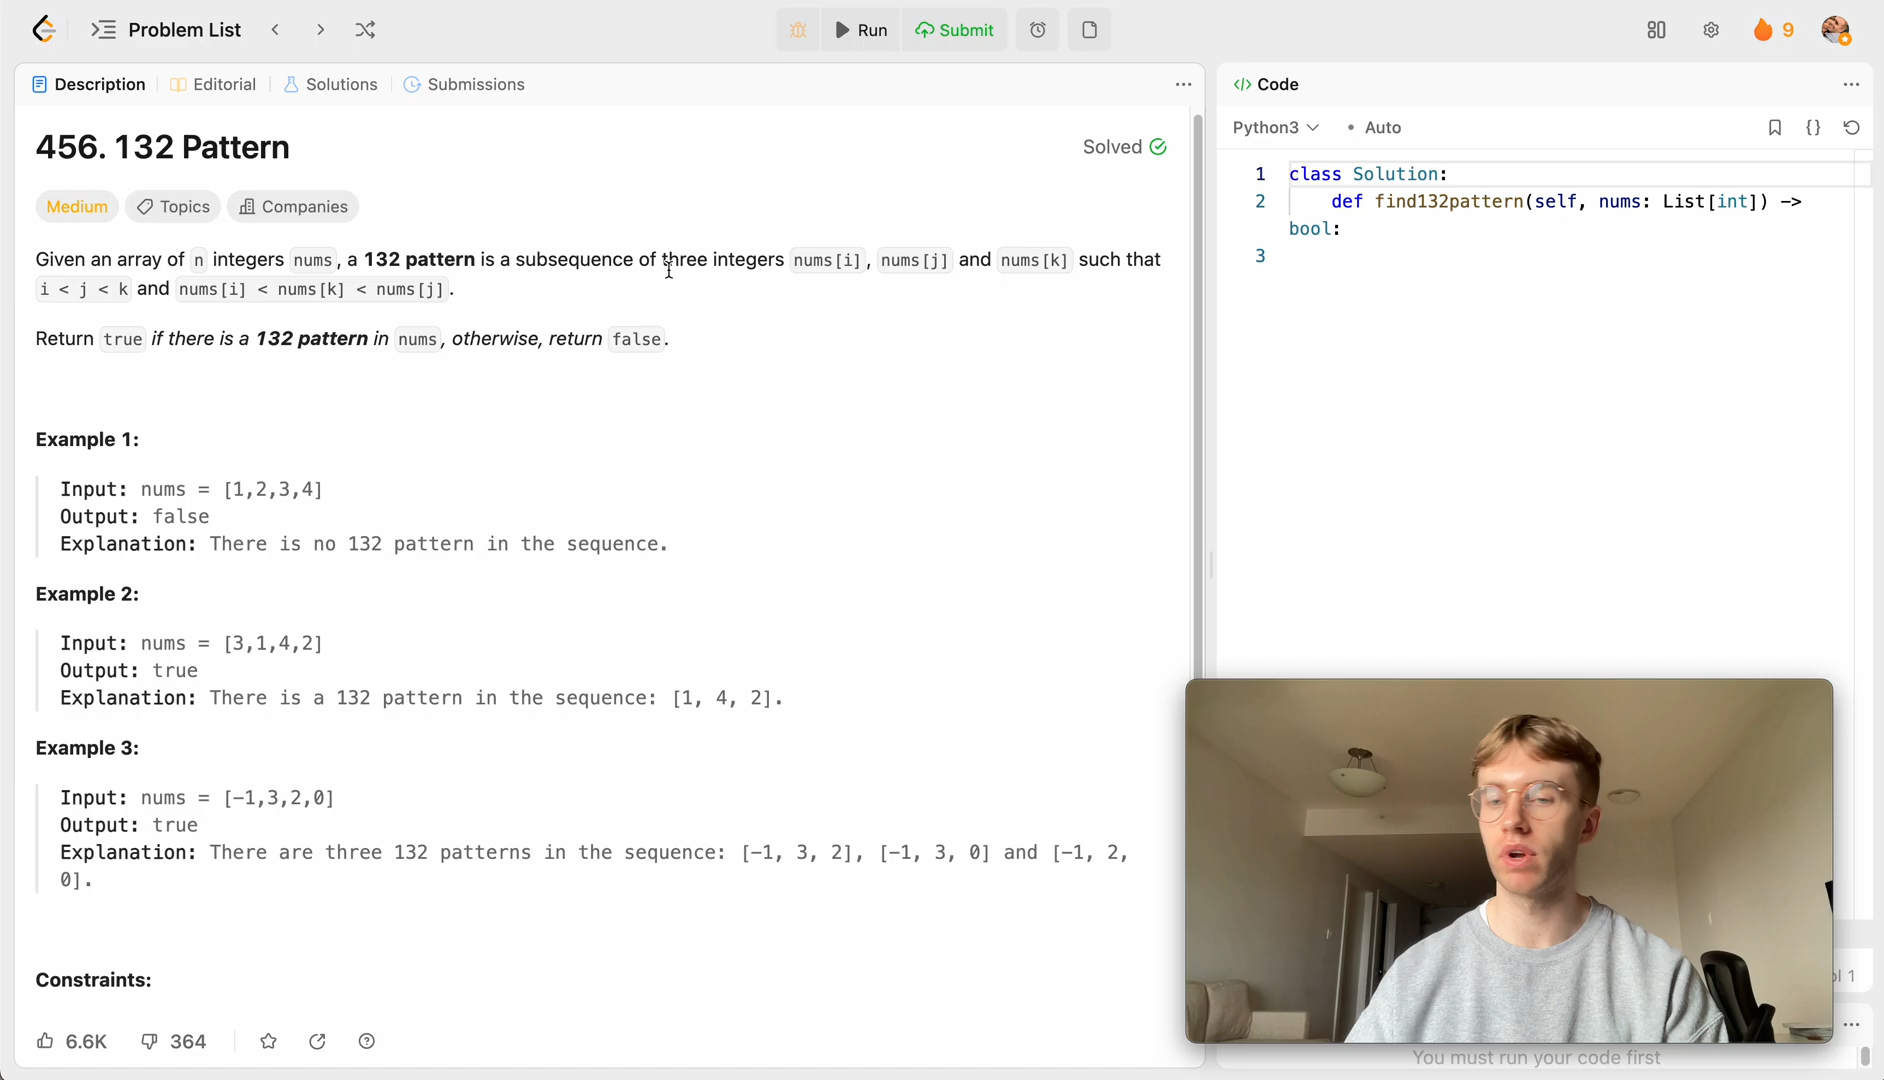 Problem List
Run
Submit
9
Description
Editorial
Solutions
Submissions
Code
Python3
Auto
456. 132 Pattern
Solved
Medium
Topics
Companies
Given an array of n integers nums, a 132 pattern is a subsequence of three integers nums[i], nums[j] and nums[k] such that
i < j < k and nums[i] < nums[k] < nums[j].
Return true if there is a 132 pattern in nums, otherwise, return false.
Example 1:
Input: nums = [1,2,3,4]
Output: false
Explanation: There is no 132 pattern in the sequence.
Example 2:
Input: nums = [3,1,4,2]
Output: true
Explanation: There is a 132 pattern in the sequence: [1, 4, 2].
Example 3:
Input: nums = [-1,3,2,0]
Output: true
Explanation: There are three 132 patterns in the sequence: [-1, 3, 2], [-1, 3, 0] and [-1, 2,
0].
Constraints:
6.6K
364
1 class Solution:
2 def find132pattern(self, nums: List[int]) ->
bool:
3
1
You must run your code first